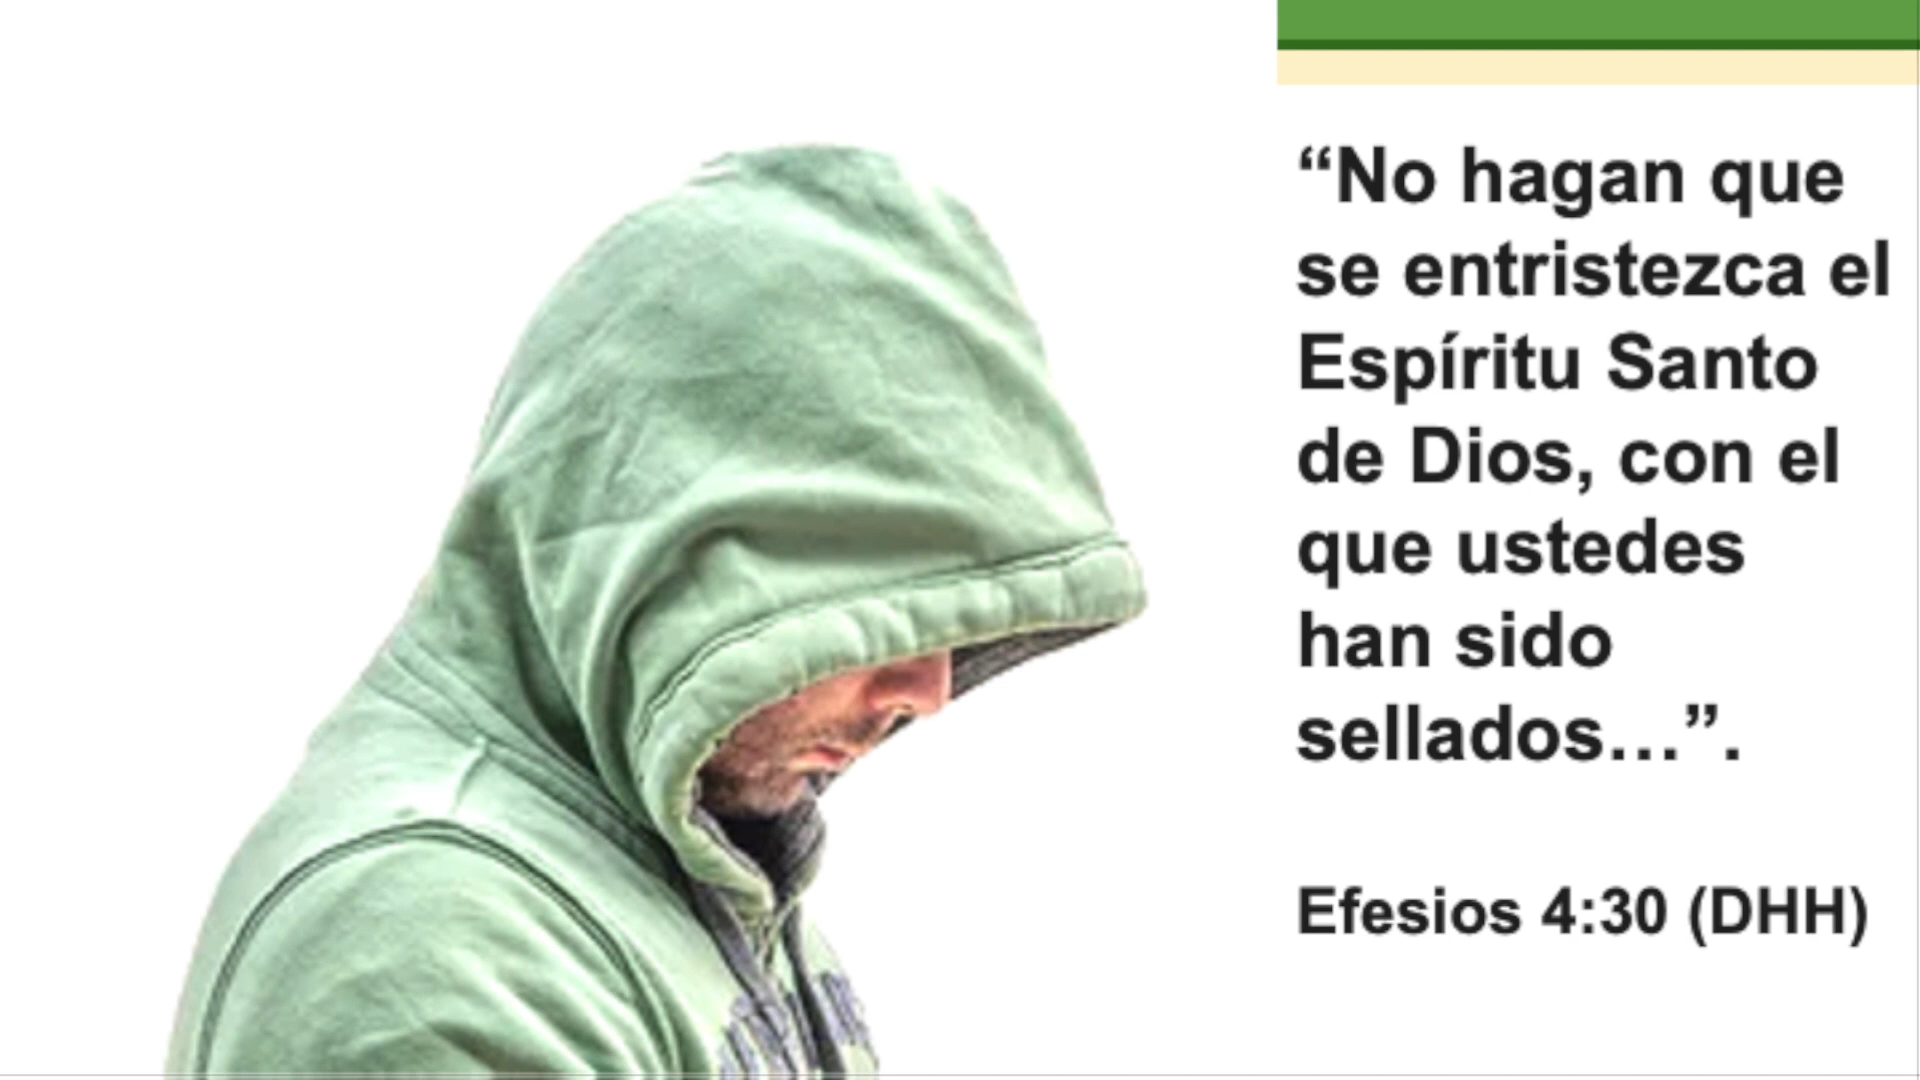 “No hagan que
se entristezca el
Espíritu Santo
de Dios, con el
que ustedes
han sido
sellados…”.
Efesios 4:30 (DHH)